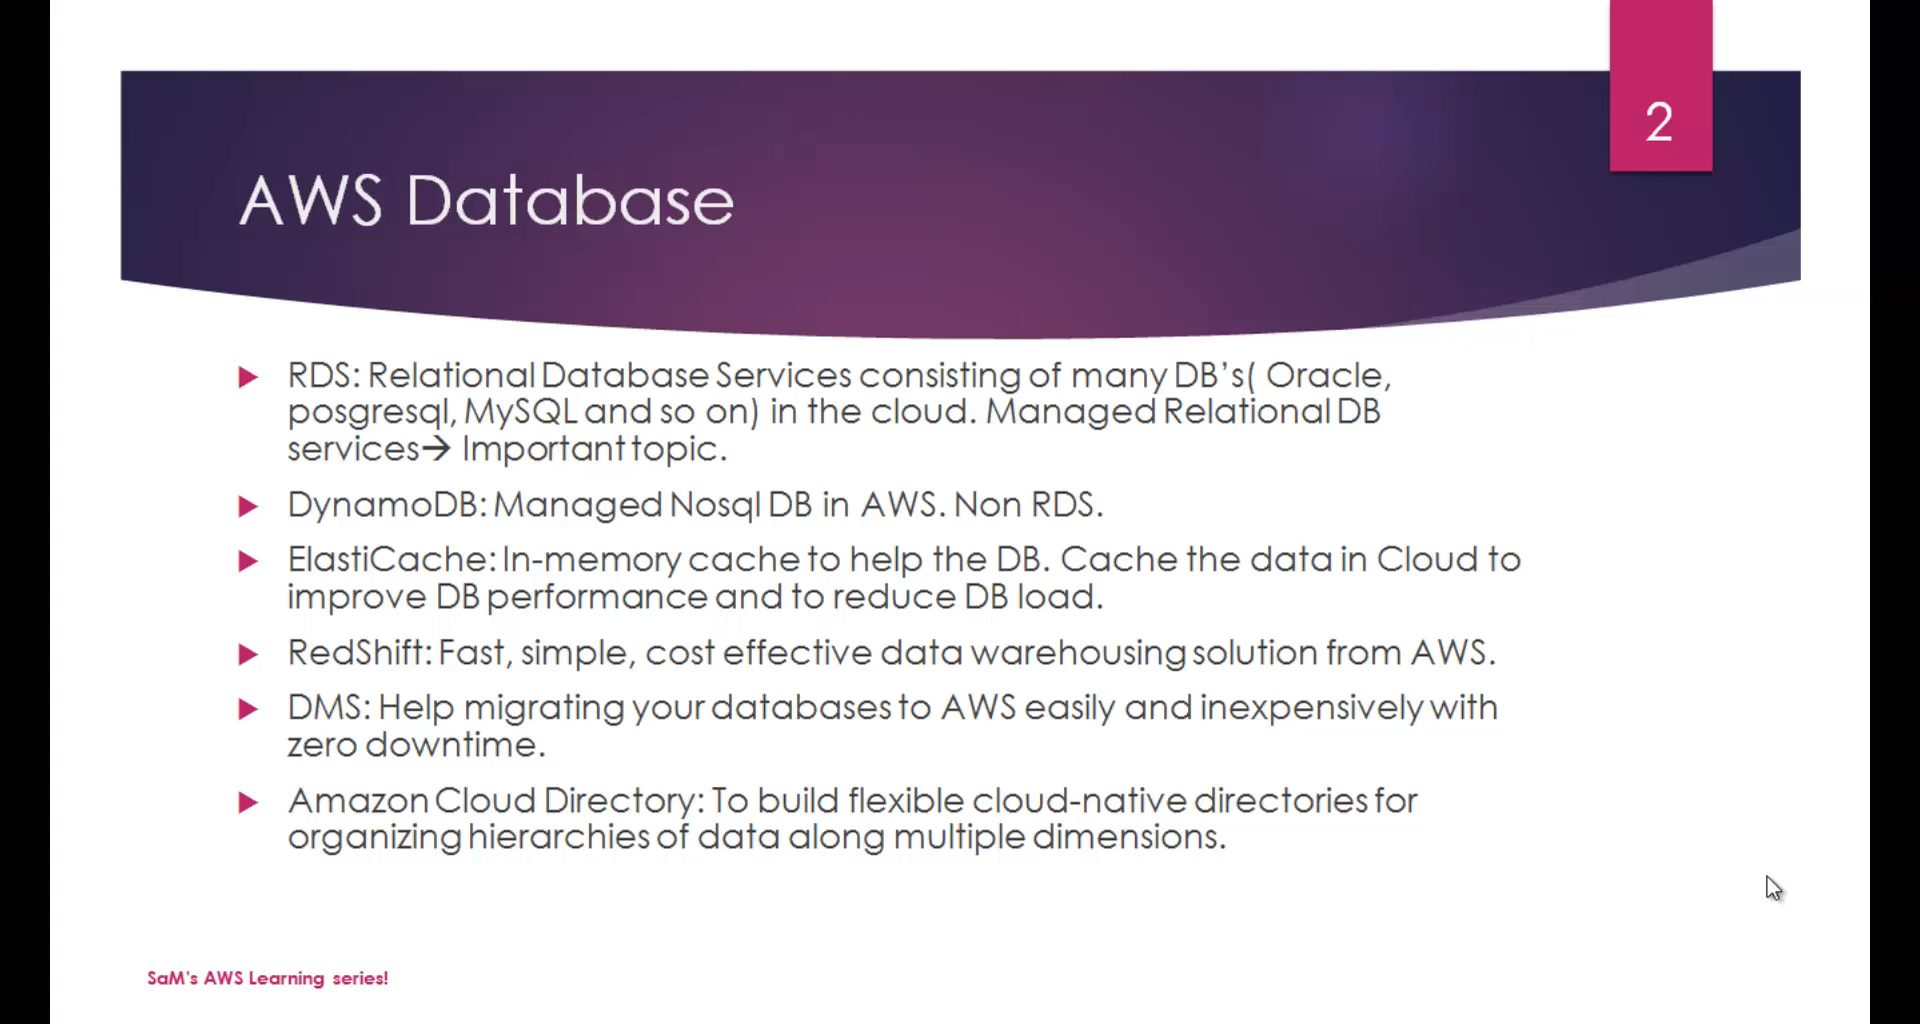 2
AWS Database
RDS: Relational Database Services consisting of many DB’s( Oracle,
posgresql, MySQL and so on) in the cloud. Managed Relational DB
services→ Important topic.
DynamoDB: Managed Nosql DB in AWS. Non RDS.
ElastiCache: In-memory cache to help the DB. Cache the data in Cloud to
improve DB performance and to reduce DB load.
RedShift: Fast, simple, cost effective data warehousing solution from AWS.
DMS: Help migrating your databases to AWS easily and inexpensively with
zero downtime.
Amazon Cloud Directory: To build flexible cloud-native directories for
organizing hierarchies of data along multiple dimensions.
SaM's AWS Learning series!